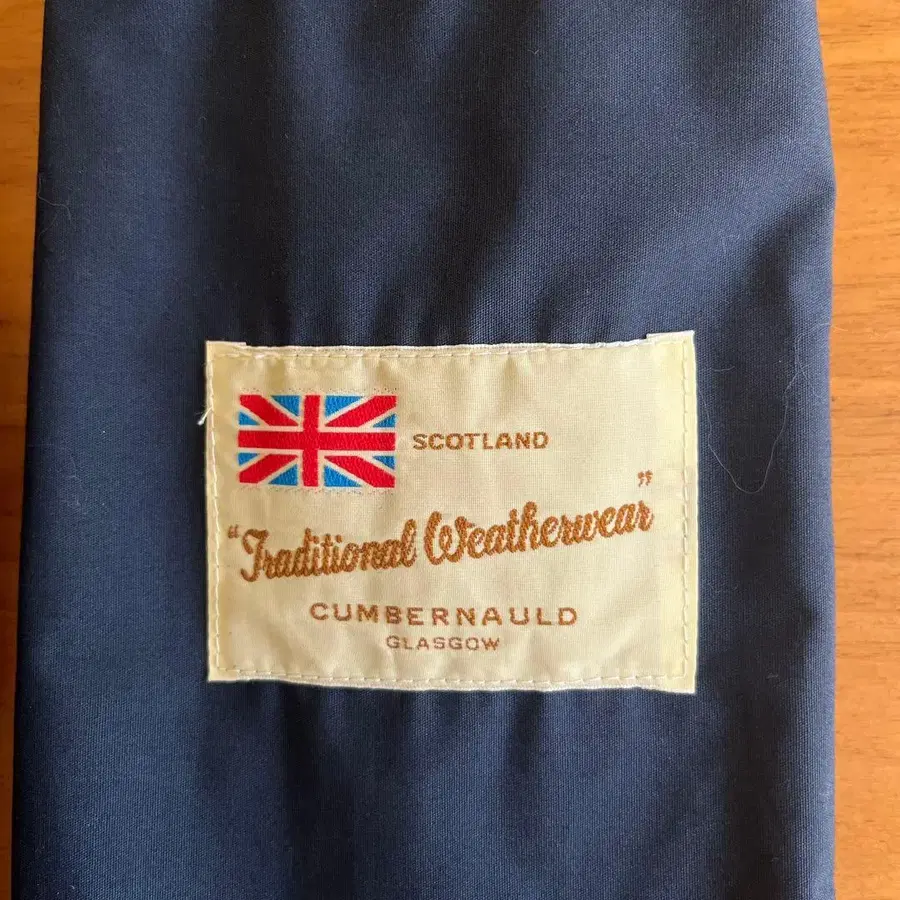 SCOTLAND
"Traditional Weatherwear"
CUMBERNAULD
GLASGOW